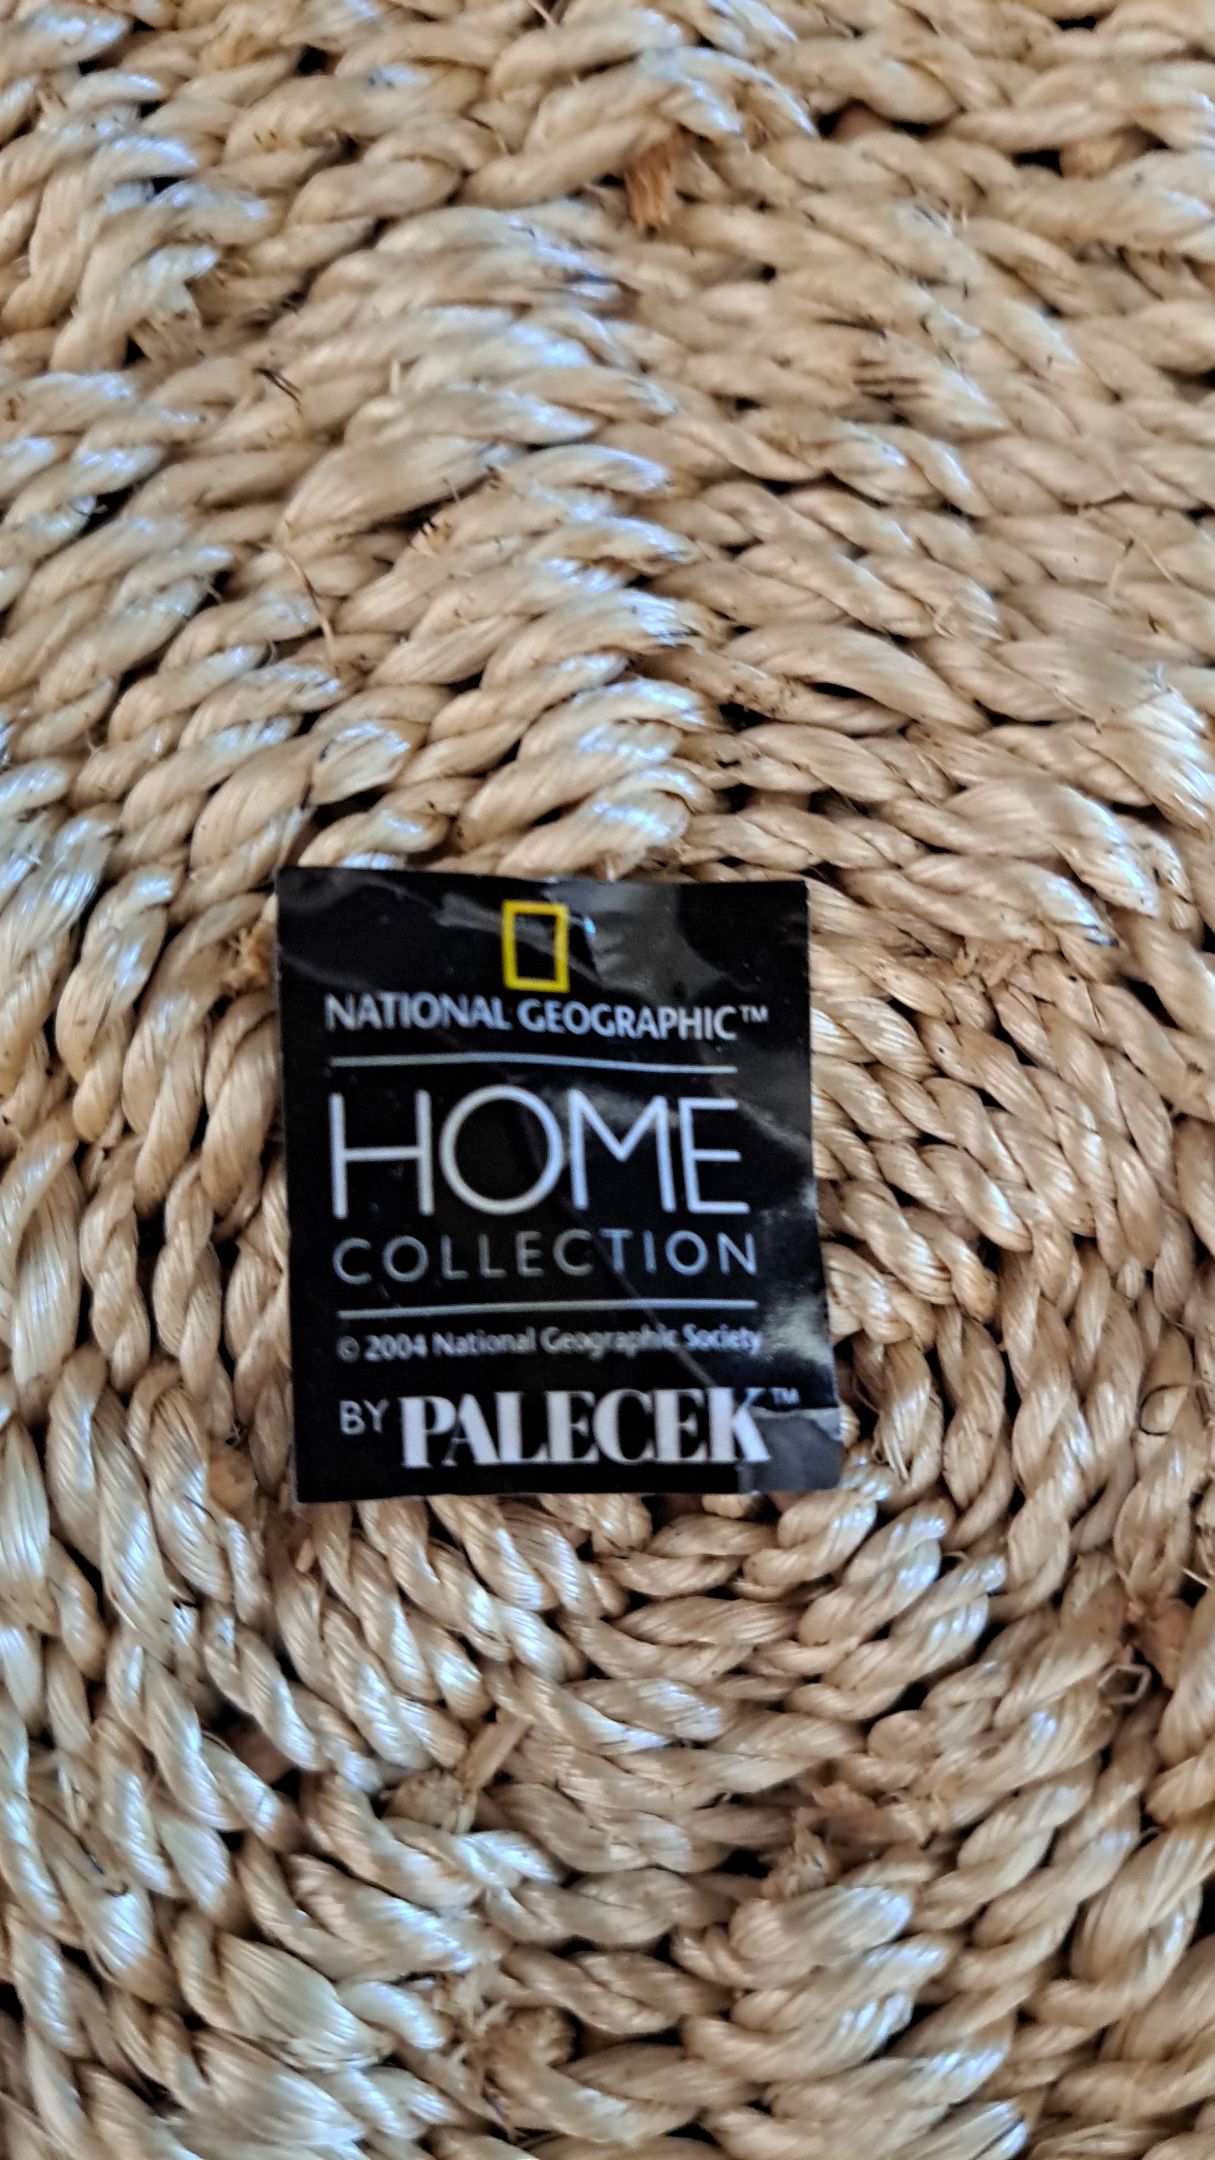 NATIONAL GEOGRAPHIC™
HOME
COLLECTION
© 2004 National Geographic Society
BY PALECEK™